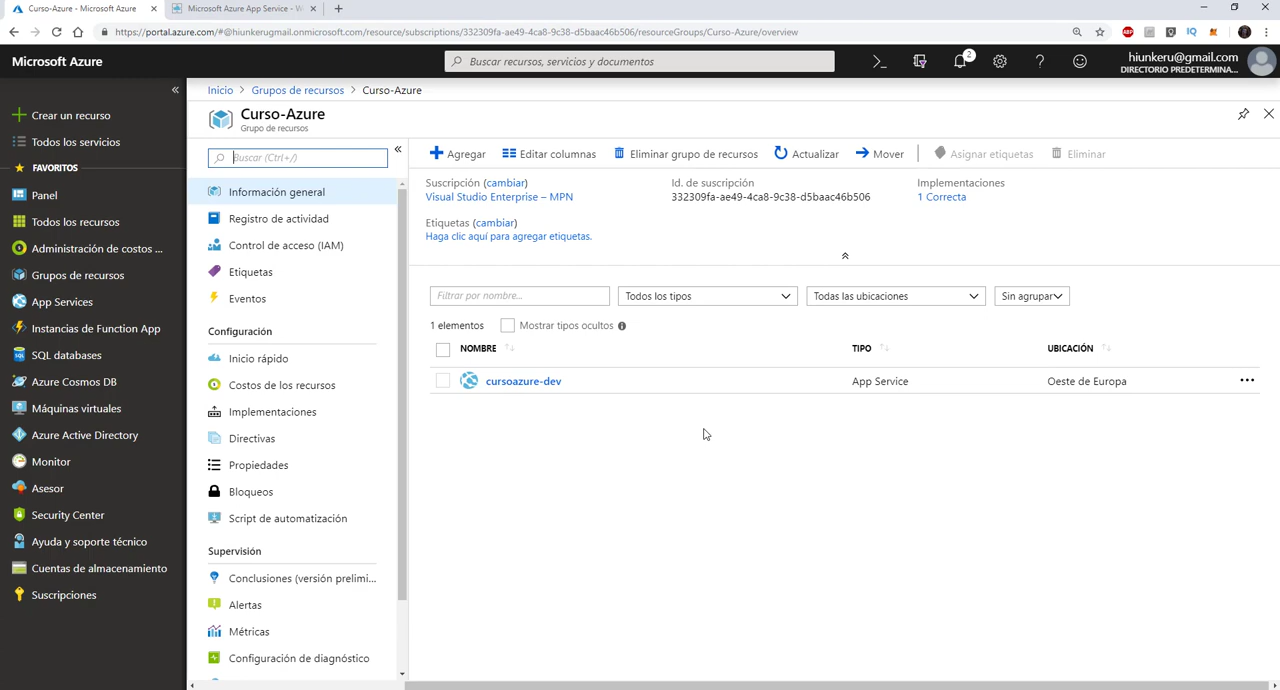 Curso-Azure - Microsoft Azure
Microsoft Azure App Service - W
https://portal.azure.com/#@hiunkerugmail.onmicrosoft.com/resource/subscriptions/332309fa-ae49-4ca8-9c38-d5baac46b506/resourceGroups/Curso-Azure/overview
ABP
IQ
Microsoft Azure
Buscar recursos, servicios y documentos
2
hiunkeru@gmail.com
DIRECTORIO PREDETERMINA...
Crear un recurso
Todos los servicios
FAVORITOS
Panel
Todos los recursos
Administración de costos ...
Grupos de recursos
App Services
Instancias de Function App
SQL databases
Azure Cosmos DB
Máquinas virtuales
Azure Active Directory
Monitor
Asesor
Security Center
Ayuda y soporte técnico
Cuentas de almacenamiento
Suscripciones
Inicio > Grupos de recursos > Curso-Azure
Curso-Azure
Grupo de recursos
Buscar (Ctrl+/)
Información general
Registro de actividad
Control de acceso (IAM)
Etiquetas
Eventos
Configuración
Inicio rápido
Costos de los recursos
Implementaciones
Directivas
Propiedades
Bloqueos
Script de automatización
Supervisión
Conclusiones (versión prelimi...
Alertas
Métricas
Configuración de diagnóstico
Agregar Editar columnas Eliminar grupo de recursos Actualizar Mover Asignar etiquetas Eliminar
Suscripción (cambiar)
Visual Studio Enterprise – MPN
Id. de suscripción
332309fa-ae49-4ca8-9c38-d5baac46b506
Implementaciones
1 Correcta
Etiquetas (cambiar)
Haga clic aquí para agregar etiquetas.
Filtrar por nombre... Todos los tipos Todas las ubicaciones Sin agrupar
1 elementos Mostrar tipos ocultos
NOMBRE TIPO UBICACIÓN
cursoazure-dev App Service Oeste de Europa